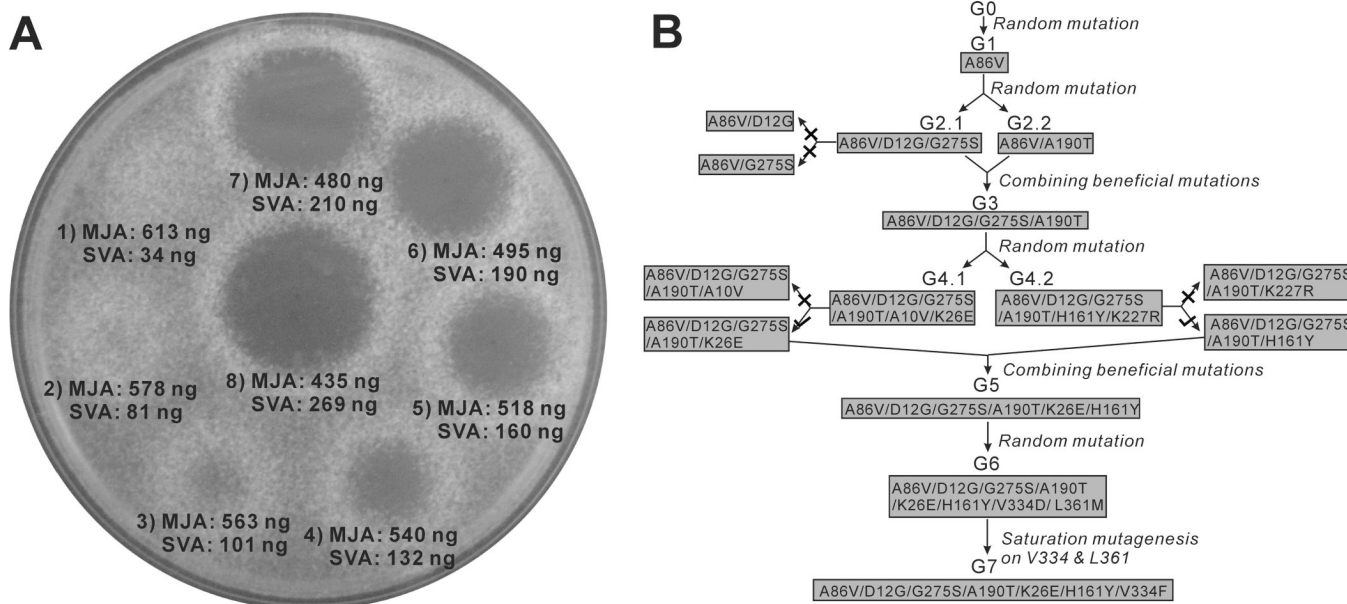 A
7) MJA: 480 ng
SVA: 210 ng
1) MJA: 613 ng
SVA: 34 ng
6) MJA: 495 ng
SVA: 190 ng
2) MJA: 578 ng
SVA: 81 ng
8) MJA: 435 ng
SVA: 269 ng
5) MJA: 518 ng
SVA: 160 ng
3) MJA: 563 ng
SVA: 101 ng
4) MJA: 540 ng
SVA: 132 ng
B
G0
Random mutation
G1
A86V
Random mutation
A86V/D12G
A86V/G275S
G2.1
A86V/D12G/G275S
G2.2
A86V/A190T
Combining beneficial mutations
G3
A86V/D12G/G275S/A190T
Random mutation
A86V/D12G/G275S
/A190T/A10V
A86V/D12G/G275S
/A190T/K26E
G4.1
A86V/D12G/G275S
/A190T/A10V/K26E
G4.2
A86V/D12G/G275S
/A190T/H161Y/K227R
A86V/D12G/G275S
/A190T/K227R
A86V/D12G/G275S
/A190T/H161Y
Combining beneficial mutations
G5
A86V/D12G/G275S/A190T/K26E/H161Y
Random mutation
G6
A86V/D12G/G275S/A190T
/K26E/H161Y/V334D/ L361M
Saturation mutagenesis
on V334 & L361
G7
A86V/D12G/G275S/A190T/K26E/H161Y/V334F